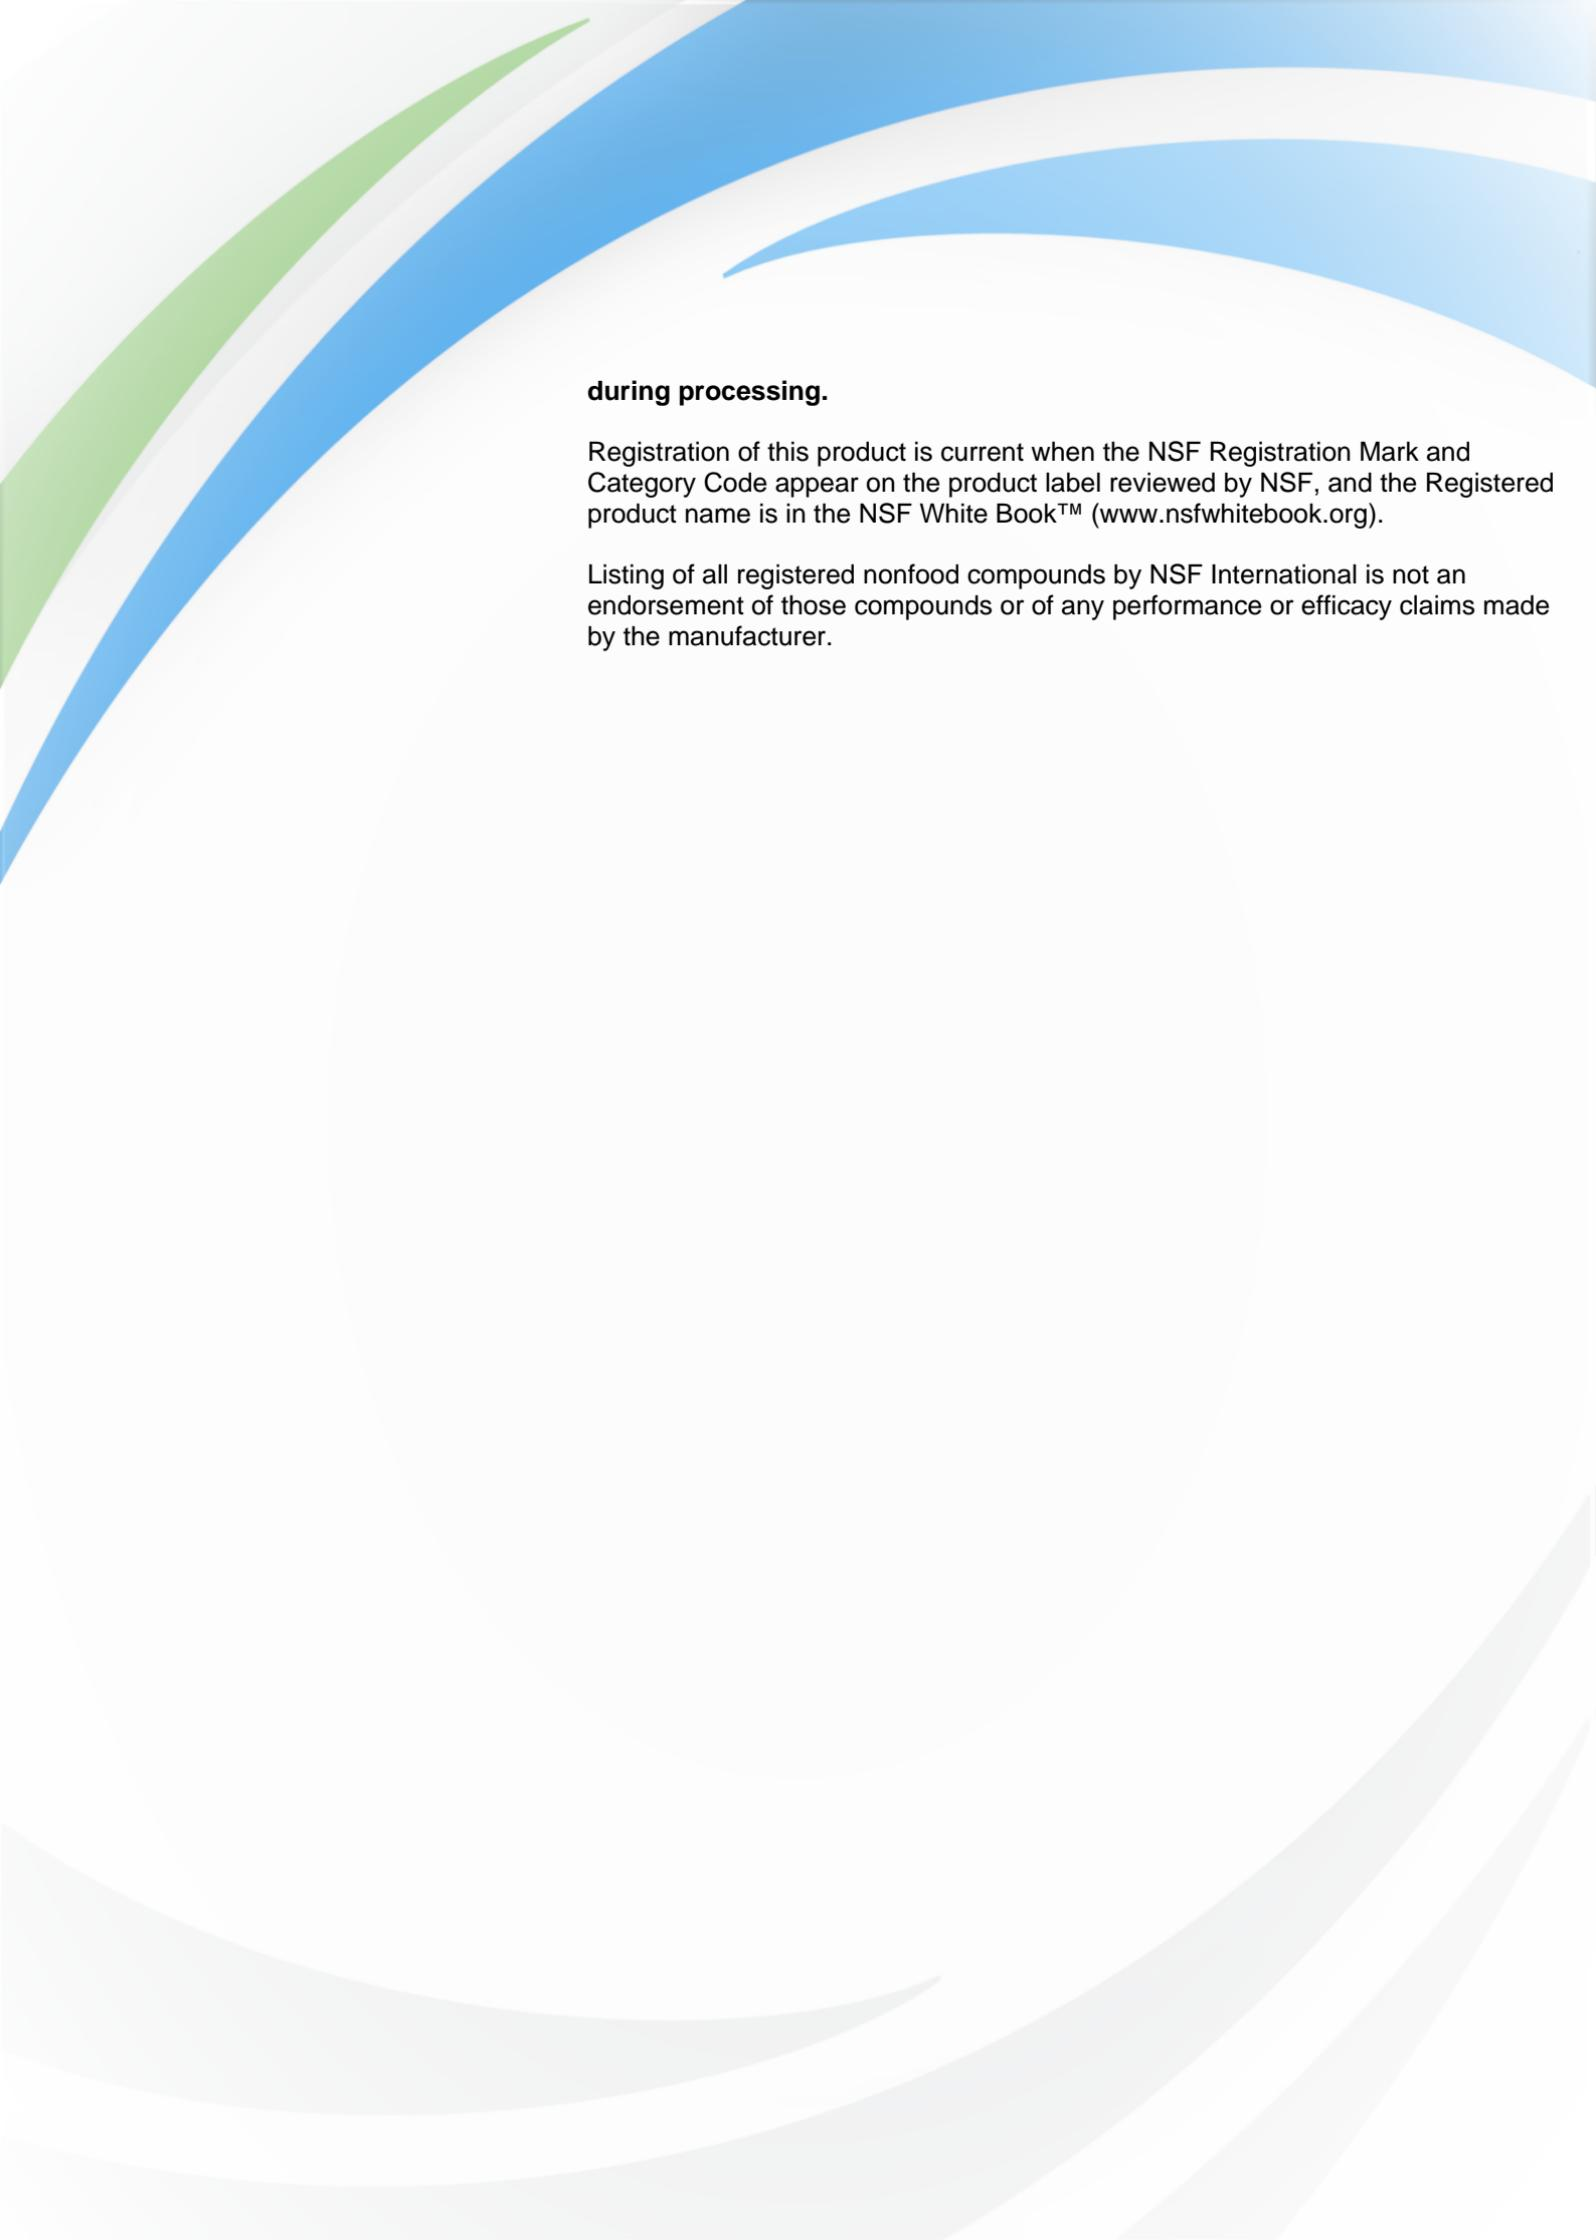 during processing.
Registration of this product is current when the NSF Registration Mark and
Category Code appear on the product label reviewed by NSF, and the Registered
product name is in the NSF White Book™ (www.nsfwhitebook.org).
Listing of all registered nonfood compounds by NSF International is not an
endorsement of those compounds or of any performance or efficacy claims made
by the manufacturer.